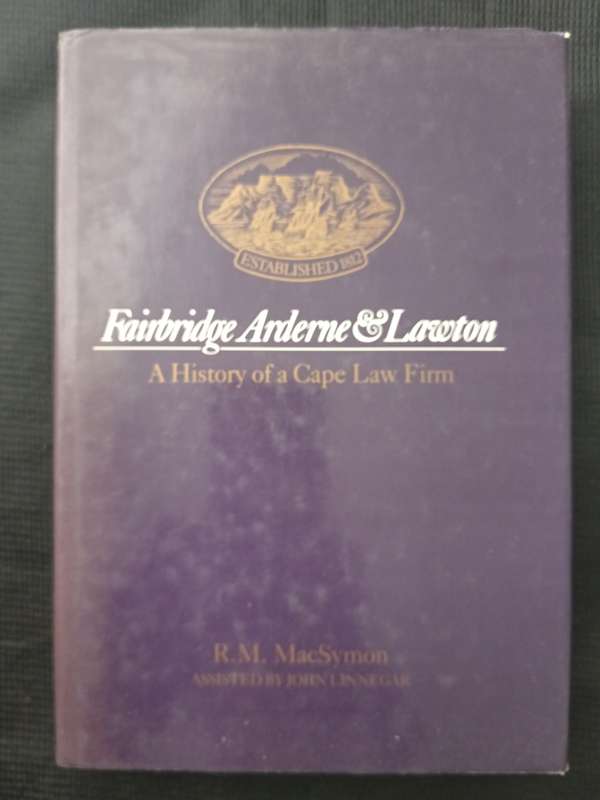 ESTABLISHED 1812
Fairbridge Arderne & Lawton
A History of a Cape Law Firm
R.M. MacSymon
ASSISTED BY JOHN LINNEGAR